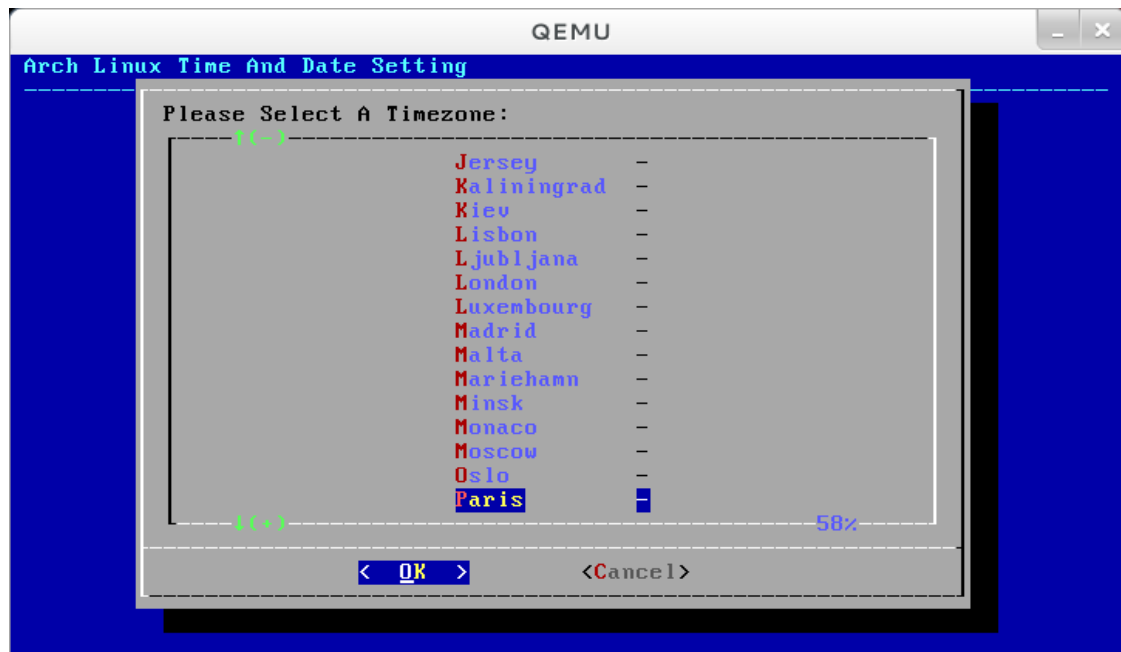 QEMU
Arch Linux Time And Date Setting
Please Select A Timezone:
↑(-)
Jersey -
Kaliningrad -
Kiev -
Lisbon -
Ljubljana -
London -
Luxembourg -
Madrid -
Malta -
Mariehamn -
Minsk -
Monaco -
Moscow -
Oslo -
Paris -
↓(+) 58%
< OK > <Cancel>